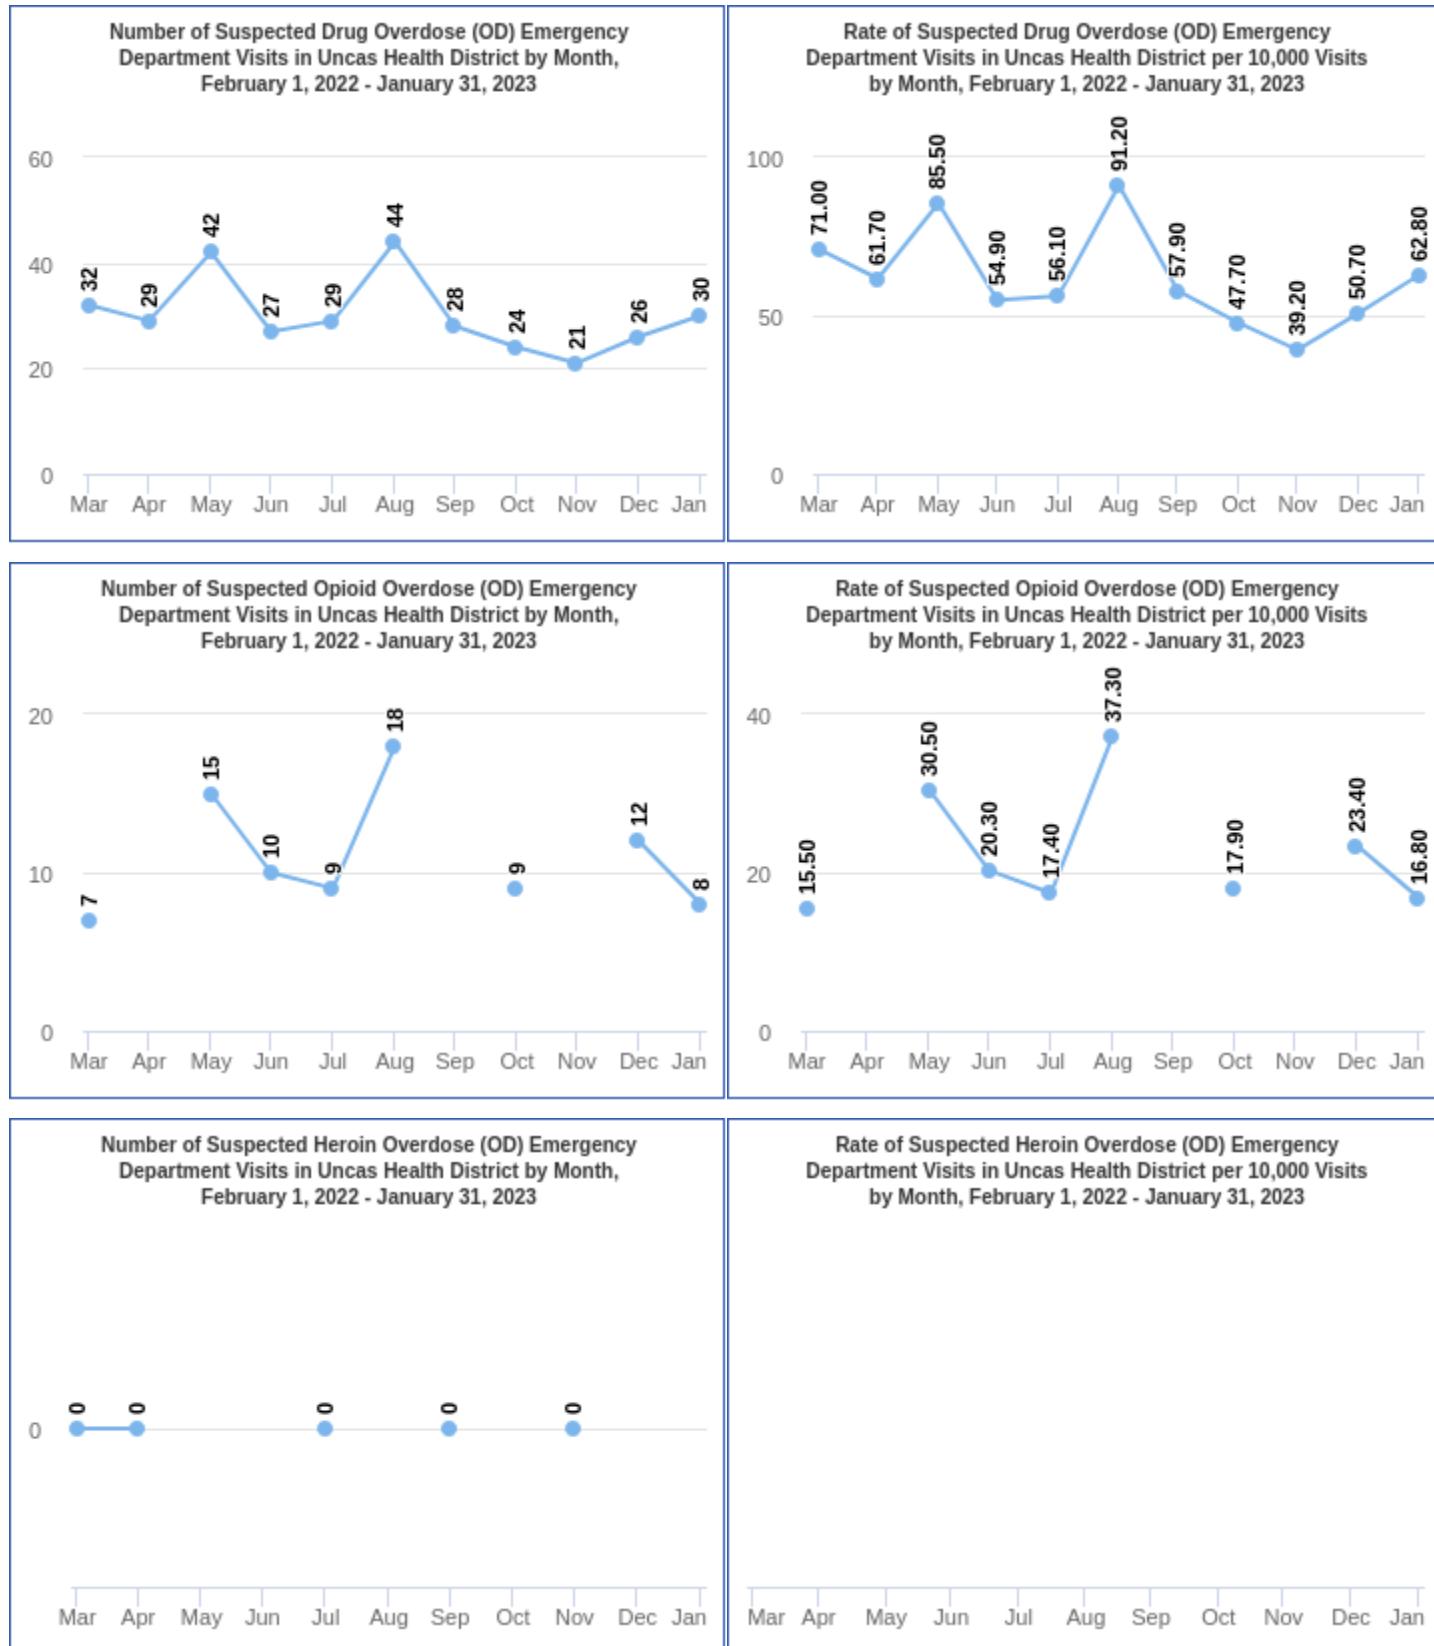 Number of Suspected Drug Overdose (OD) Emergency
Department Visits in Uncas Health District by Month,
February 1, 2022 - January 31, 2023
60
40
20
0
32
29
42
27
29
44
28
24
21
26
30
Mar Apr May Jun Jul Aug Sep Oct Nov Dec Jan
Rate of Suspected Drug Overdose (OD) Emergency
Department Visits in Uncas Health District per 10,000 Visits
by Month, February 1, 2022 - January 31, 2023
100
50
0
71.00
61.70
85.50
54.90
56.10
91.20
57.90
47.70
39.20
50.70
62.80
Mar Apr May Jun Jul Aug Sep Oct Nov Dec Jan
Number of Suspected Opioid Overdose (OD) Emergency
Department Visits in Uncas Health District by Month,
February 1, 2022 - January 31, 2023
20
10
0
7
15
10
9
18
9
12
8
Mar Apr May Jun Jul Aug Sep Oct Nov Dec Jan
Rate of Suspected Opioid Overdose (OD) Emergency
Department Visits in Uncas Health District per 10,000 Visits
by Month, February 1, 2022 - January 31, 2023
40
20
0
15.50
30.50
20.30
17.40
37.30
17.90
23.40
16.80
Mar Apr May Jun Jul Aug Sep Oct Nov Dec Jan
Number of Suspected Heroin Overdose (OD) Emergency
Department Visits in Uncas Health District by Month,
February 1, 2022 - January 31, 2023
0
0
0
0
0
0
Mar Apr May Jun Jul Aug Sep Oct Nov Dec Jan
Rate of Suspected Heroin Overdose (OD) Emergency
Department Visits in Uncas Health District per 10,000 Visits
by Month, February 1, 2022 - January 31, 2023
Mar Apr May Jun Jul Aug Sep Oct Nov Dec Jan